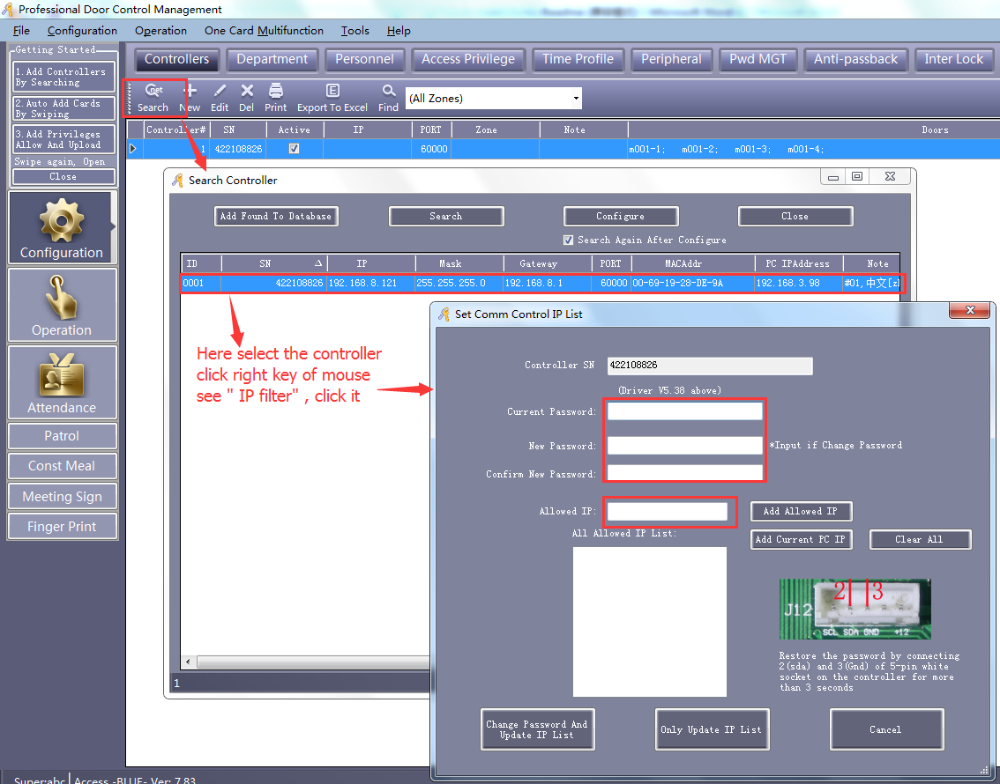 Professional Door Control Management
File Configuration Operation One Card Multifunction Tools Help
Getting Started
1. Add Controllers
By Searching
2. Auto Add Cards
By Swiping
3. Add Privileges
Allow And Upload
Swipe again, Open
Close
Configuration
Operation
Attendance
Patrol
Const Meal
Meeting Sign
Finger Print
Controllers Department Personnel Access Privilege Time Profile Peripheral Pwd MGT Anti-passback Inter Lock
Search New Edit Del Print Export To Excel Find (All Zones)
Controller# SN Active IP PORT Zone Note Doors
1 422108826 60000 m001-1; m001-2; m001-3; m001-4;
Search Controller
Add Found To Database Search Configure Close
Search Again After Configure
ID SN IP Mask Gateway PORT MACAddr PC IPAddress Note
0001 422108826 192.168.8.121 255.255.255.0 192.168.8.1 60000 00-69-19-28-DE-9A 192.168.3.98 #01,中文[z
Here select the controller
click right key of mouse
see " IP filter" , click it
1
Set Comm Control IP List
Controller SN 422108826
(Driver V5.38 above)
Current Password:
New Password: *Input if Change Password
Confirm New Password:
Allowed IP: Add Allowed IP
All Allowed IP List: Add Current PC IP Clear All
2 3
J12
SCL SDA GND +12
Restore the password by connecting
2(sda) and 3(Gnd) of 5-pin white
socket on the controller for more
than 3 seconds
Change Password And
Update IP List
Only Update IP List
Cancel
Super:abc Access -BLUE- Ver: 7.83